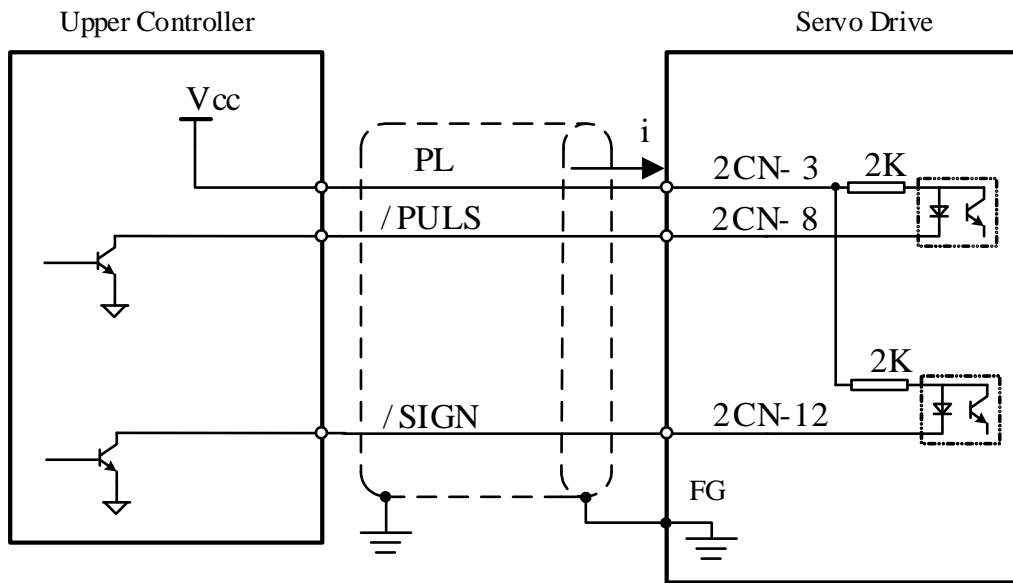 Upper Controller
Servo Drive
Vcc
i
PL
2CN- 3
2K
/PULS
2CN- 8
2K
/SIGN
2CN-12
FG